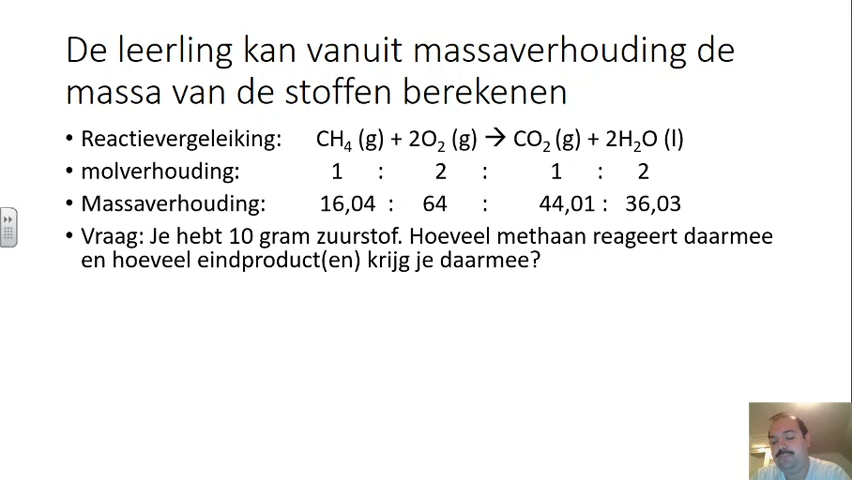 De leerling kan vanuit massaverhouding de
massa van de stoffen berekenen
• Reactievergeleiking: CH₄ (g) + 2O₂ (g) → CO₂ (g) + 2H₂O (l)
• molverhouding: 1 : 2 : 1 : 2
• Massaverhouding: 16,04 : 64 : 44,01 : 36,03
• Vraag: Je hebt 10 gram zuurstof. Hoeveel methaan reageert daarmee
en hoeveel eindproduct(en) krijg je daarmee?